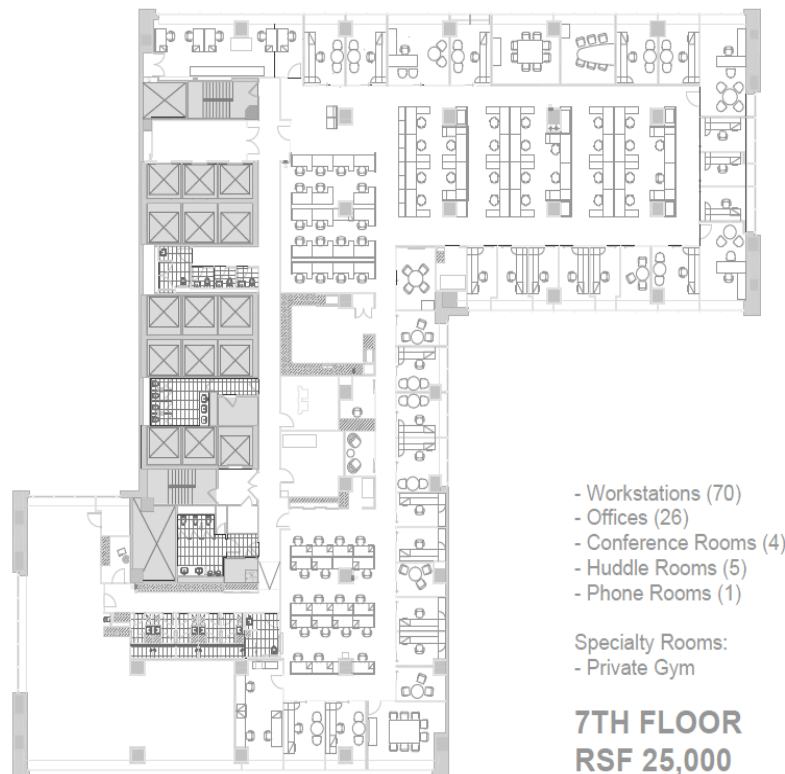 - Workstations (70)
- Offices (26)
- Conference Rooms (4)
- Huddle Rooms (5)
- Phone Rooms (1)
Specialty Rooms:
- Private Gym
7TH FLOOR
RSF 25,000